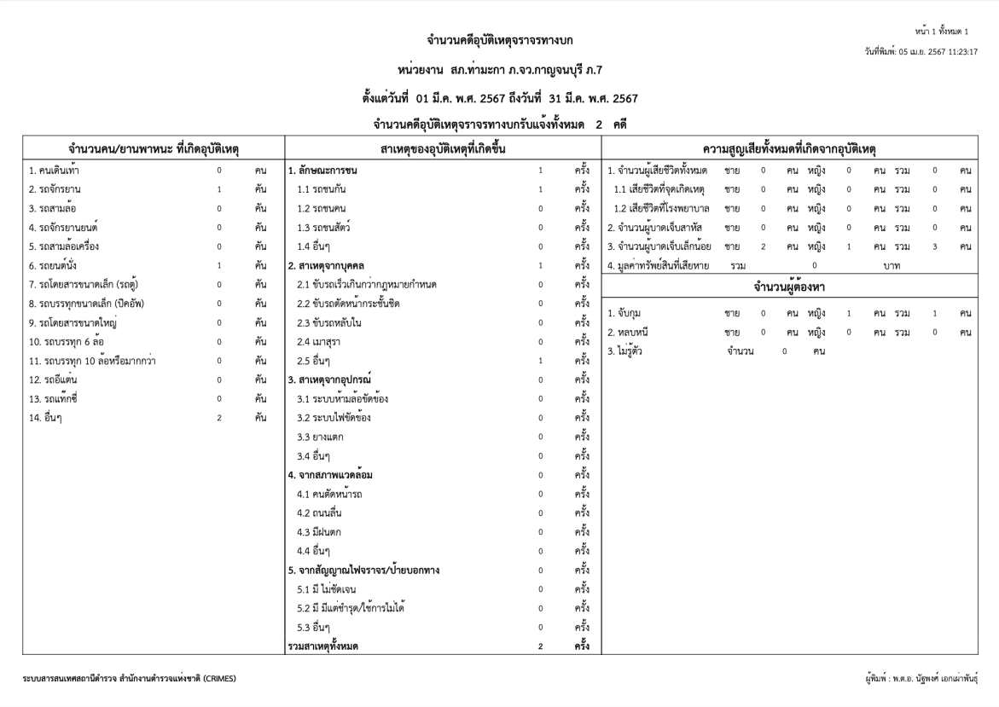 หน้า 1 ทั้งหมด 1
จำนวนคดีอุบัติเหตุจราจรทางบก
วันที่พิมพ์: 05 เม.ย. 2567 11:23:17
หน่วยงาน สภ.ท่ามะกา ภ.จว.กาญจนบุรี ภ.7
ตั้งแต่วันที่ 01 มี.ค. พ.ศ. 2567 ถึงวันที่ 31 มี.ค. พ.ศ. 2567
จำนวนคดีอุบัติเหตุจราจรทางบกรับแจ้งทั้งหมด 2 คดี
จำนวนคน/ยานพาหนะ ที่เกิดอุบัติเหตุ
1. คนเดินเท้า 0 คน
2. รถจักรยาน 1 คัน
3. รถสามล้อ 0 คัน
4. รถจักรยานยนต์ 0 คัน
5. รถสามล้อเครื่อง 0 คัน
6. รถยนต์นั่ง 1 คัน
7. รถโดยสารขนาดเล็ก (รถตู้) 0 คัน
8. รถบรรทุกขนาดเล็ก (ปิคอัพ) 0 คัน
9. รถโดยสารขนาดใหญ่ 0 คัน
10. รถบรรทุก 6 ล้อ 0 คัน
11. รถบรรทุก 10 ล้อหรือมากกว่า 0 คัน
12. รถอีแต๋น 0 คัน
13. รถแท๊กซี่ 0 คัน
14. อื่นๆ 2 คัน
สาเหตุของอุบัติเหตุที่เกิดขึ้น
1. ลักษณะการชน 1 ครั้ง
1.1 รถชนกัน 1 ครั้ง
1.2 รถชนคน 0 ครั้ง
1.3 รถชนสัตว์ 0 ครั้ง
1.4 อื่นๆ 0 ครั้ง
2. สาเหตุจากบุคคล 1 ครั้ง
2.1 ขับรถเร็วเกินกว่ากฎหมายกำหนด 0 ครั้ง
2.2 ขับรถตัดหน้ากระชั้นชิด 0 ครั้ง
2.3 ขับรถหลับใน 0 ครั้ง
2.4 เมาสุรา 0 ครั้ง
2.5 อื่นๆ 1 ครั้ง
3. สาเหตุจากอุปกรณ์ 0 ครั้ง
3.1 ระบบห้ามล้อขัดข้อง 0 ครั้ง
3.2 ระบบไฟขัดข้อง 0 ครั้ง
3.3 ยางแตก 0 ครั้ง
3.4 อื่นๆ 0 ครั้ง
4. จากสภาพแวดล้อม 0 ครั้ง
4.1 คนตัดหน้ารถ 0 ครั้ง
4.2 ถนนลื่น 0 ครั้ง
4.3 มีฝนตก 0 ครั้ง
4.4 อื่นๆ 0 ครั้ง
5. จากสัญญาณไฟจราจร/ป้ายบอกทาง 0 ครั้ง
5.1 มี ไม่ชัดเจน 0 ครั้ง
5.2 มี มีแต่ชำรุด/ใช้การไม่ได้ 0 ครั้ง
5.3 อื่นๆ 0 ครั้ง
รวมสาเหตุทั้งหมด 2 ครั้ง
ความสูญเสียทั้งหมดที่เกิดจากอุบัติเหตุ
1. จำนวนผู้เสียชีวิตทั้งหมด ชาย 0 คน หญิง 0 คน รวม 0 คน
1.1 เสียชีวิตที่จุดเกิดเหตุ ชาย 0 คน หญิง 0 คน รวม 0 คน
1.2 เสียชีวิตที่โรงพยาบาล ชาย 0 คน หญิง 0 คน รวม 0 คน
2. จำนวนผู้บาดเจ็บสาหัส ชาย 0 คน หญิง 0 คน รวม 0 คน
3. จำนวนผู้บาดเจ็บเล็กน้อย ชาย 2 คน หญิง 1 คน รวม 3 คน
4. มูลค่าทรัพย์สินที่เสียหาย รวม 0 บาท
จำนวนผู้ต้องหา
1. จับกุม ชาย 0 คน หญิง 1 คน รวม 1 คน
2. หลบหนี ชาย 0 คน หญิง 0 คน รวม 0 คน
3. ไม่รู้ตัว จำนวน 0 คน
ระบบสารสนเทศสถานีตำรวจ สำนักงานตำรวจแห่งชาติ (CRIMES)
ผู้พิมพ์ : พ.ต.อ. นัฐพงศ์ เอกเผ่าพันธุ์